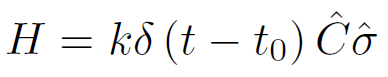 H = kδ (t − t₀) Ĉσ̂